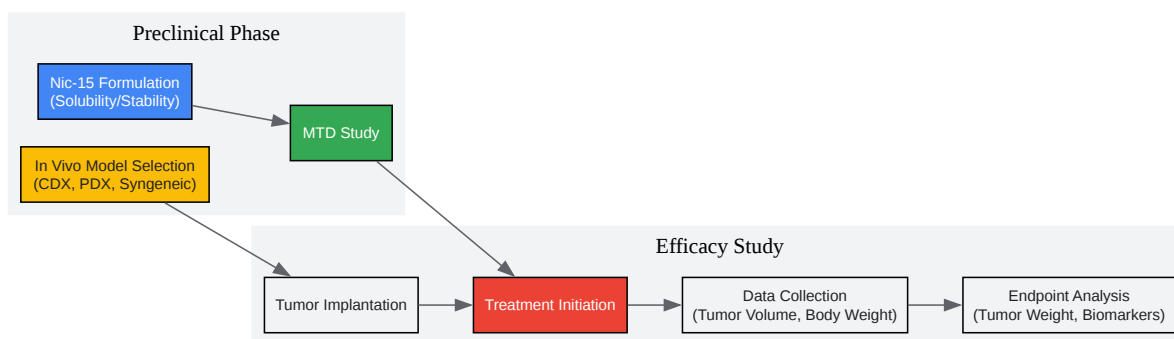 Preclinical Phase
Nic-15 Formulation
(Solubility/Stability)
MTD Study
In Vivo Model Selection
(CDX, PDX, Syngeneic)
Efficacy Study
Tumor Implantation
Treatment Initiation
Data Collection
(Tumor Volume, Body Weight)
Endpoint Analysis
(Tumor Weight, Biomarkers)